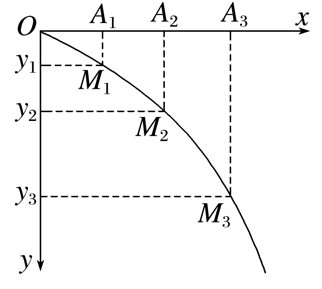 O A₁ A₂ A₃ x
y₁
M₁
y₂
M₂
y₃
M₃
y